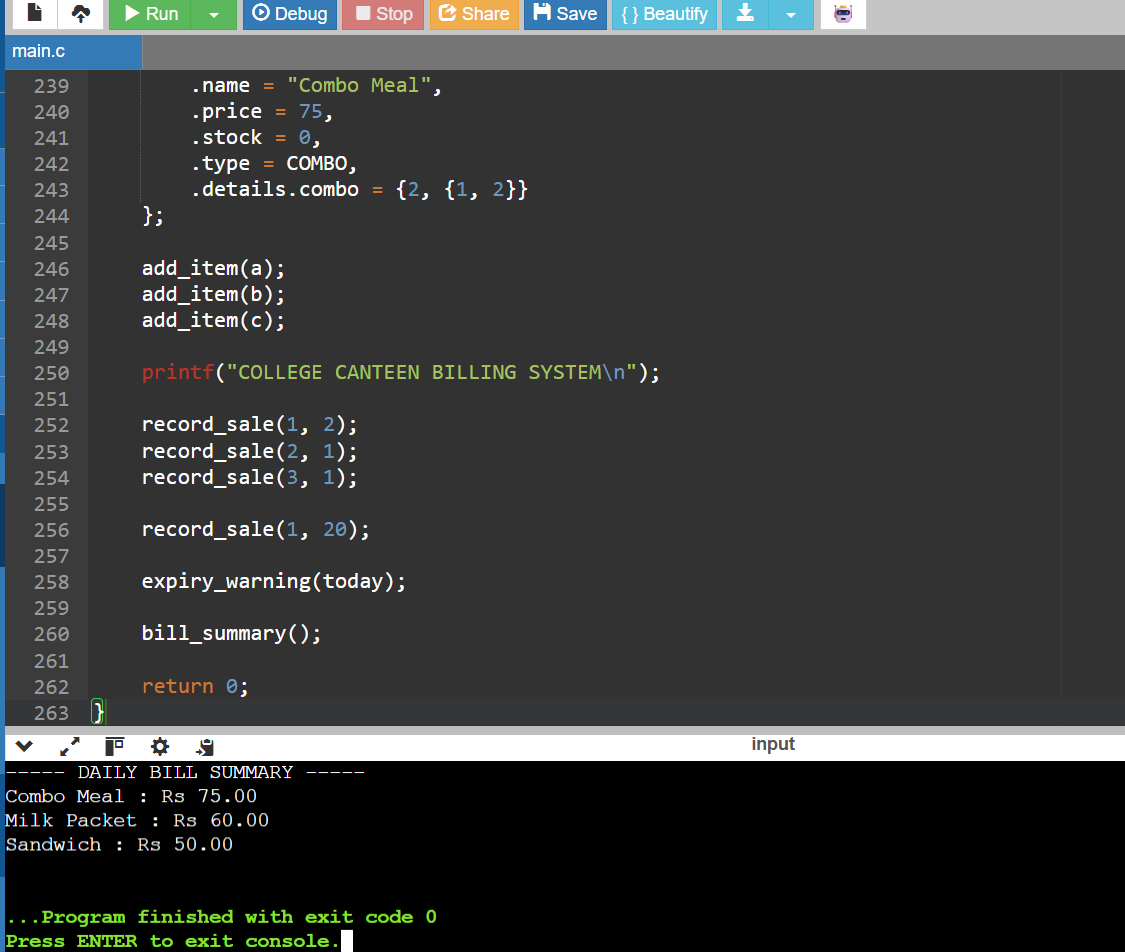 Run Debug Stop Share Save { } Beautify
main.c
239 .name = "Combo Meal",
240 .price = 75,
241 .stock = 0,
242 .type = COMBO,
243 .details.combo = {2, {1, 2}}
244 };
245
246 add_item(a);
247 add_item(b);
248 add_item(c);
249
250 printf("COLLEGE CANTEEN BILLING SYSTEM\n");
251
252 record_sale(1, 2);
253 record_sale(2, 1);
254 record_sale(3, 1);
255
256 record_sale(1, 20);
257
258 expiry_warning(today);
259
260 bill_summary();
261
262 return 0;
263 }
input
----- DAILY BILL SUMMARY -----
Combo Meal : Rs 75.00
Milk Packet : Rs 60.00
Sandwich : Rs 50.00
...Program finished with exit code 0
Press ENTER to exit console.